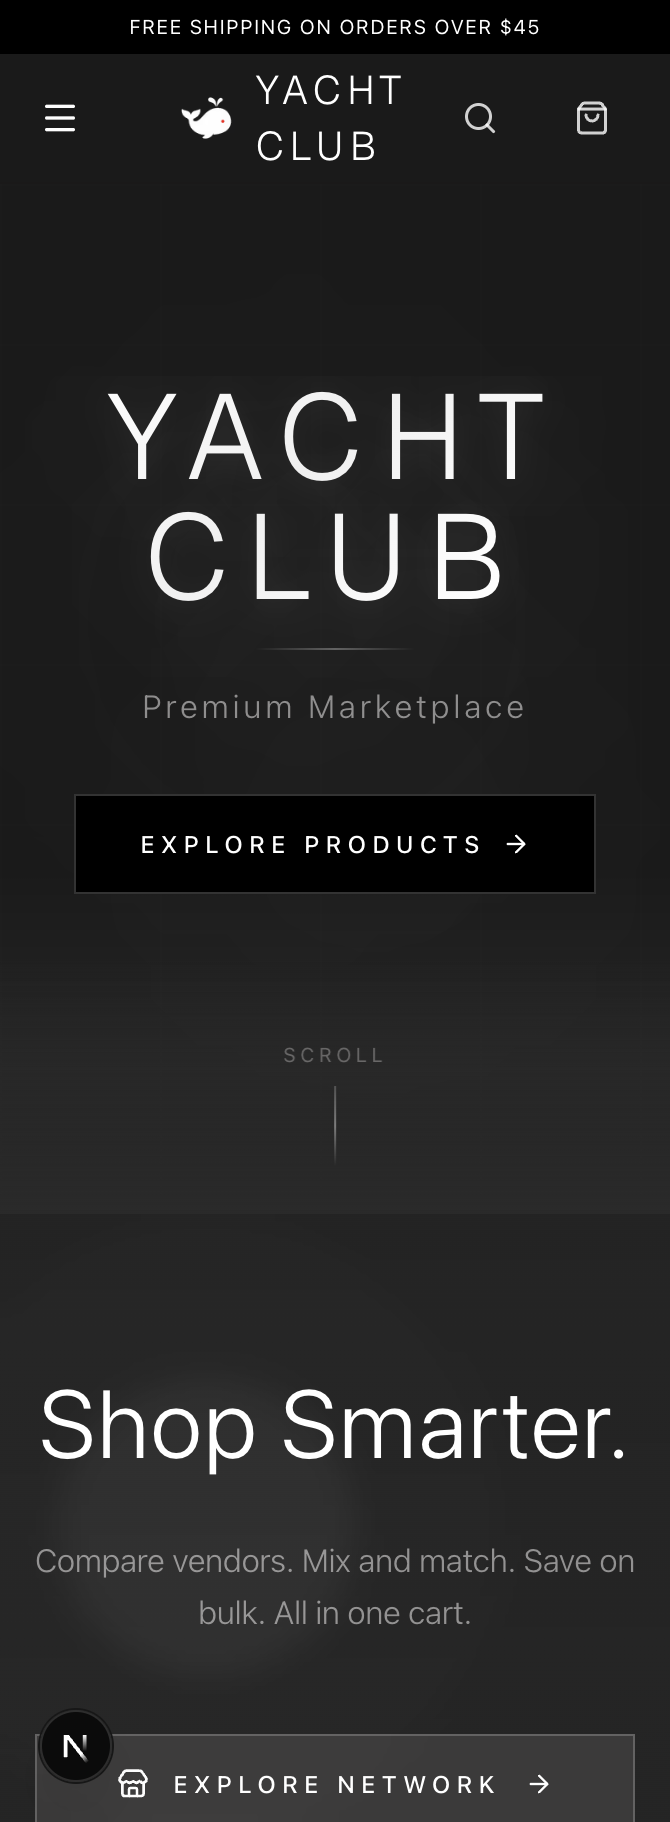 FREE SHIPPING ON ORDERS OVER $45
YACHT
CLUB
YACHT
CLUB
Premium Marketplace
EXPLORE PRODUCTS →
SCROLL
Shop Smarter.
Compare vendors. Mix and match. Save on
bulk. All in one cart.
N
EXPLORE NETWORK →